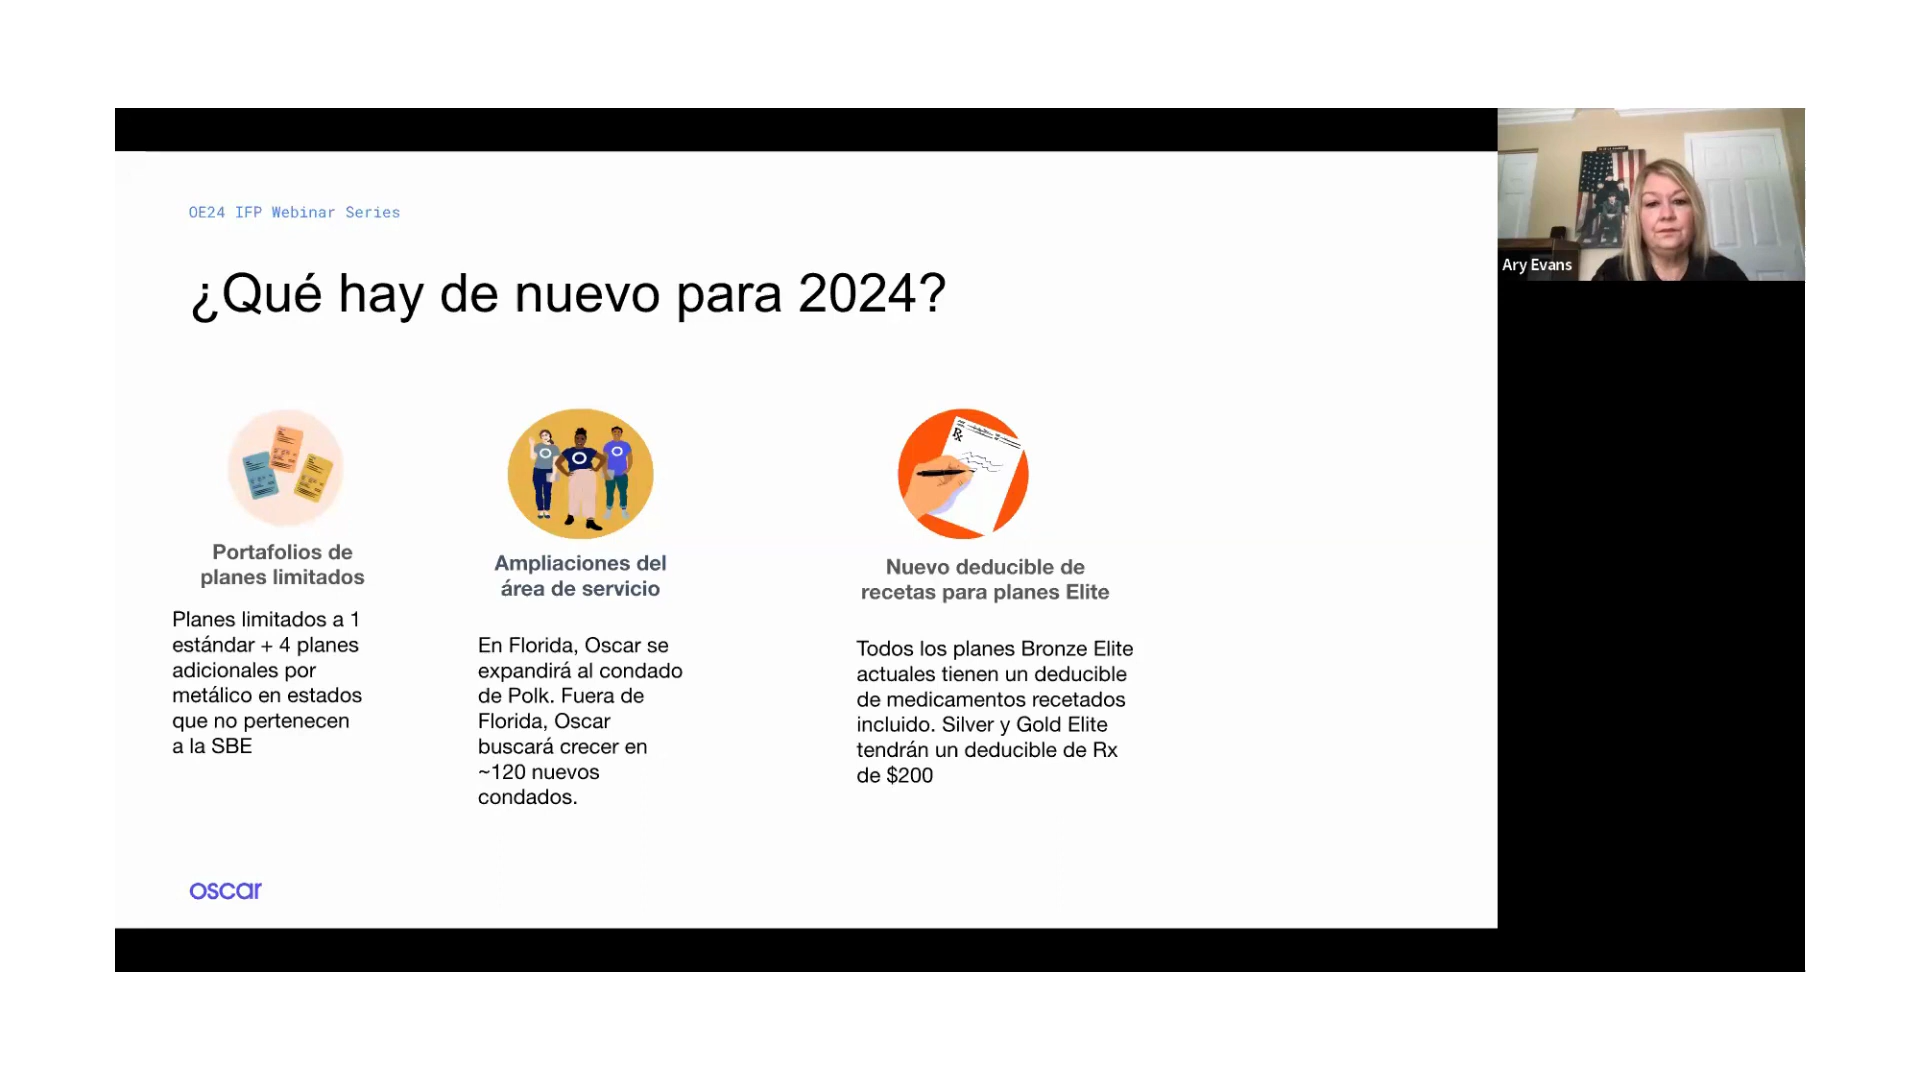 OE24 IFP Webinar Series
¿Qué hay de nuevo para 2024?
Portafolios de
planes limitados
Planes limitados a 1
estándar + 4 planes
adicionales por
metálico en estados
que no pertenecen
a la SBE
Ampliaciones del
área de servicio
En Florida, Oscar se
expandirá al condado
de Polk. Fuera de
Florida, Oscar
buscará crecer en
~120 nuevos
condados.
Rx
Nuevo deducible de
recetas para planes Elite
Todos los planes Bronze Elite
actuales tienen un deducible
de medicamentos recetados
incluido. Silver y Gold Elite
tendrán un deducible de Rx
de $200
oscar
Ary Evans